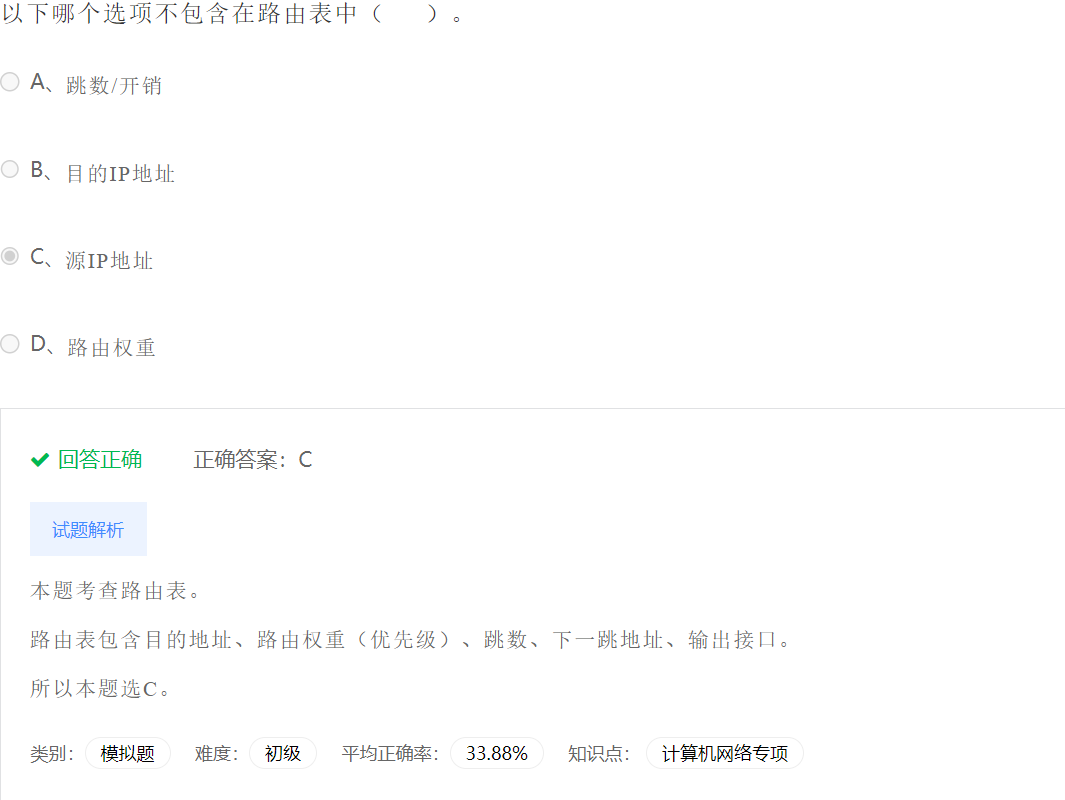 以下哪个选项不包含在路由表中（　　）。
A、跳数/开销
B、目的IP地址
C、源IP地址
D、路由权重
回答正确 正确答案：C
试题解析
本题考查路由表。
路由表包含目的地址、路由权重（优先级）、跳数、下一跳地址、输出接口。
所以本题选C。
类别： 模拟题 难度： 初级 平均正确率： 33.88% 知识点： 计算机网络专项